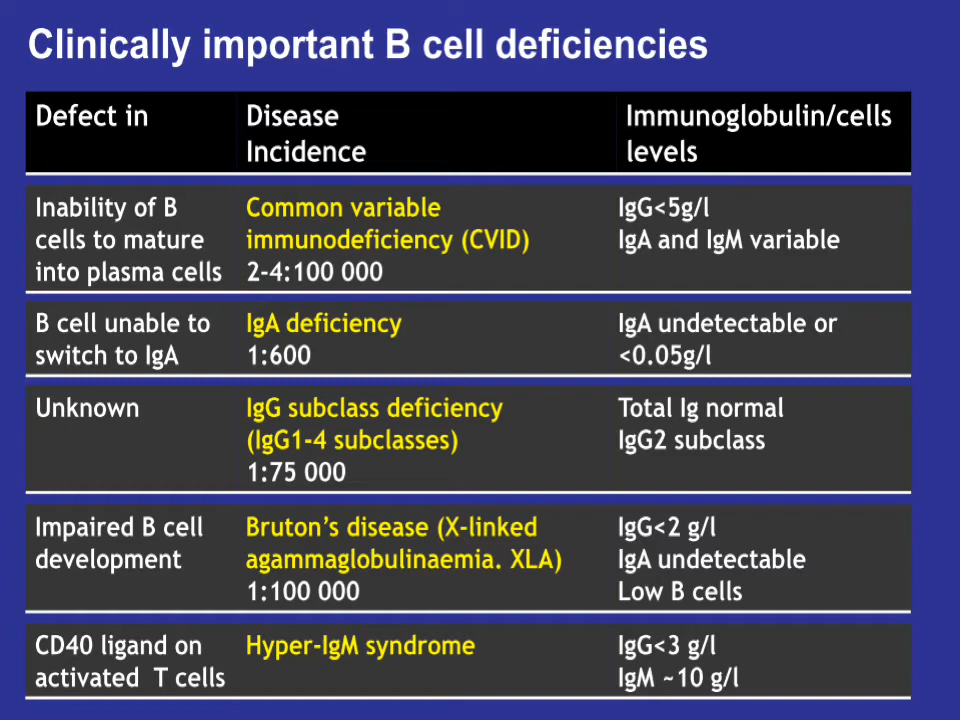 Clinically important B cell deficiencies
Defect in
Disease
Incidence
Immunoglobulin/cells
levels
Inability of B
cells to mature
into plasma cells
Common variable
immunodeficiency (CVID)
2-4:100 000
IgG<5g/l
IgA and IgM variable
B cell unable to
switch to IgA
IgA deficiency
1:600
IgA undetectable or
<0.05g/l
Unknown
IgG subclass deficiency
(IgG1-4 subclasses)
1:75 000
Total Ig normal
IgG2 subclass
Impaired B cell
development
Bruton’s disease (X-linked
agammaglobulinaemia. XLA)
1:100 000
IgG<2 g/l
IgA undetectable
Low B cells
CD40 ligand on
activated T cells
Hyper-IgM syndrome
IgG<3 g/l
IgM ~10 g/l